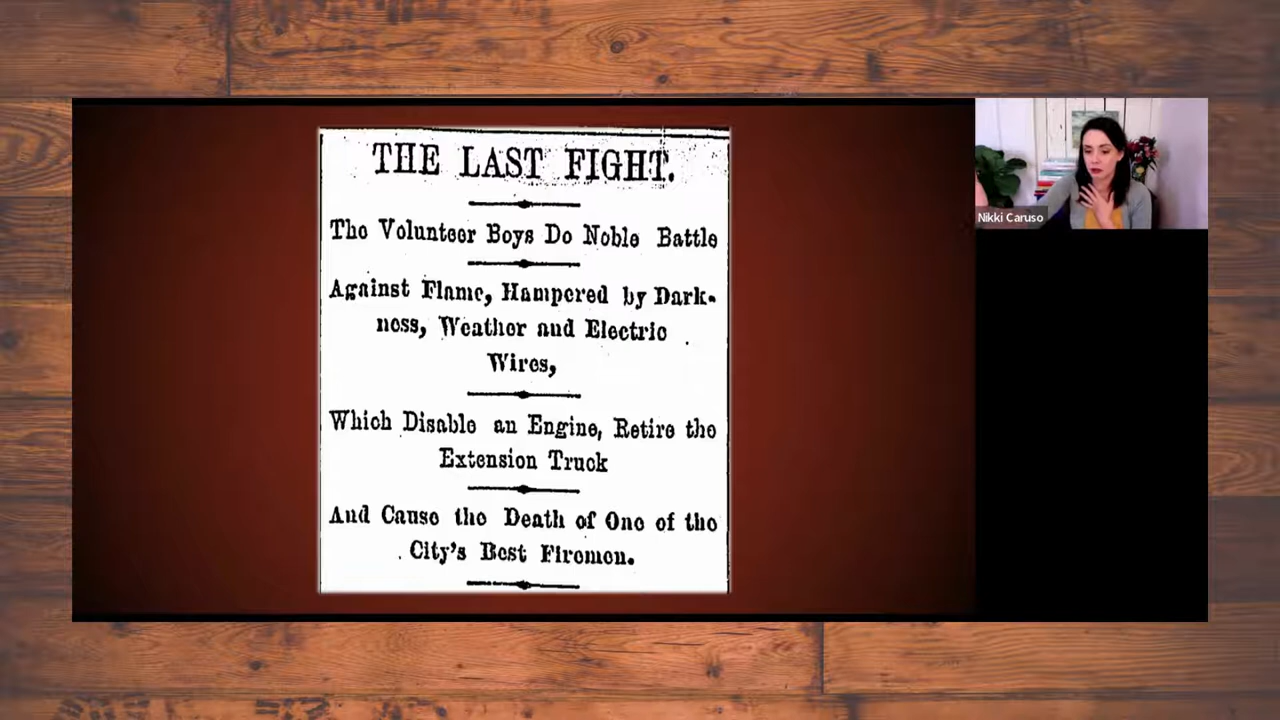 THE LAST FIGHT.
The Volunteer Boys Do Noble Battle
Against Flame, Hampered by Dark-
ness, Weather and Electric
Wires,
Which Disable an Engine, Retire the
Extension Truck
And Cause the Death of One of the
City's Best Firemen.
Nikki Caruso